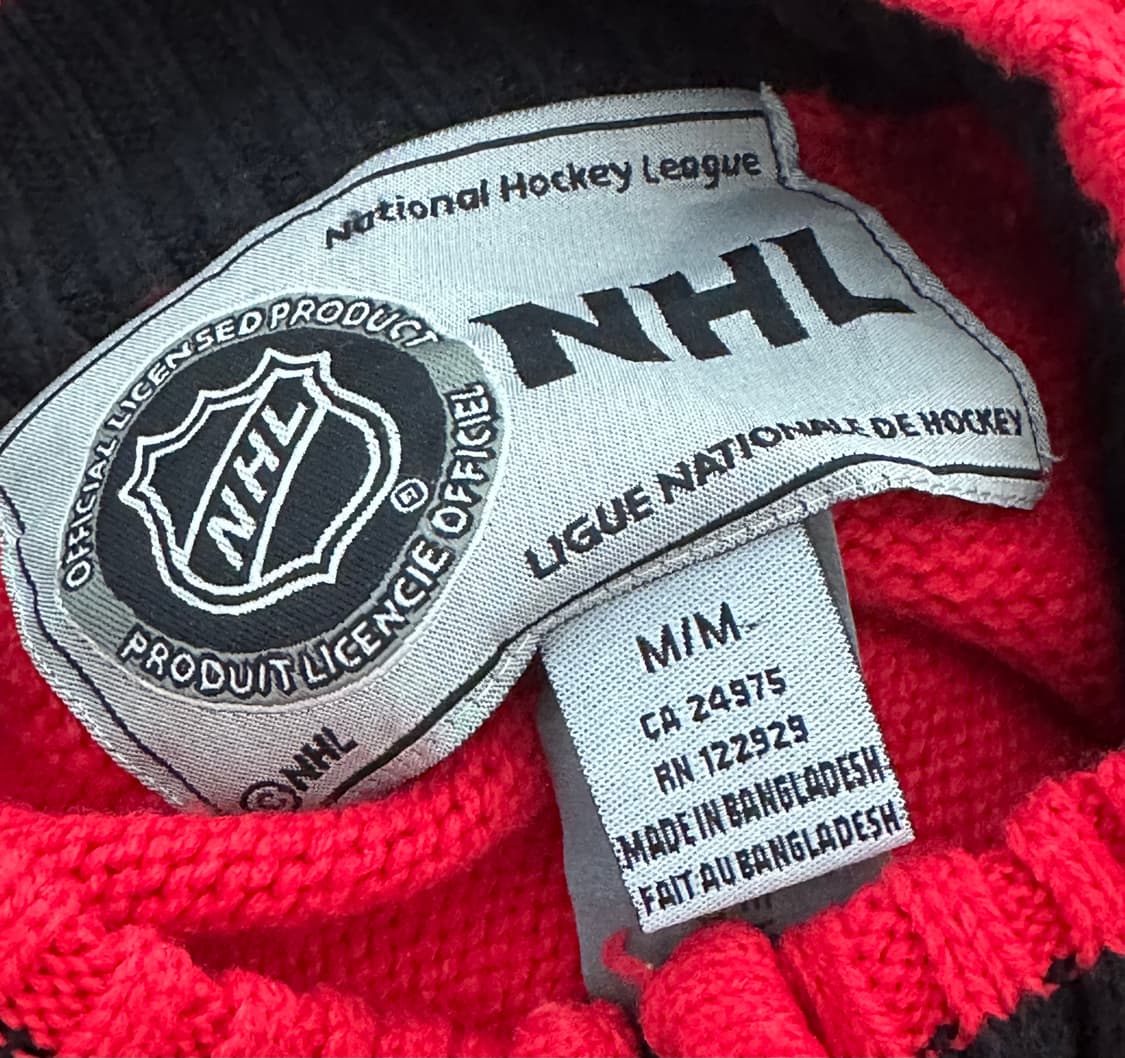 National Hockey League
NHL
LIGUE NATIONALE DE HOCKEY
OFFICIAL LICENSED PRODUCT
NHL
®
PRODUIT LICENCIE OFFICIEL
©NHL
M/M
CA 24975
RN 122929
MADE IN BANGLADESH
FAIT AU BANGLADESH